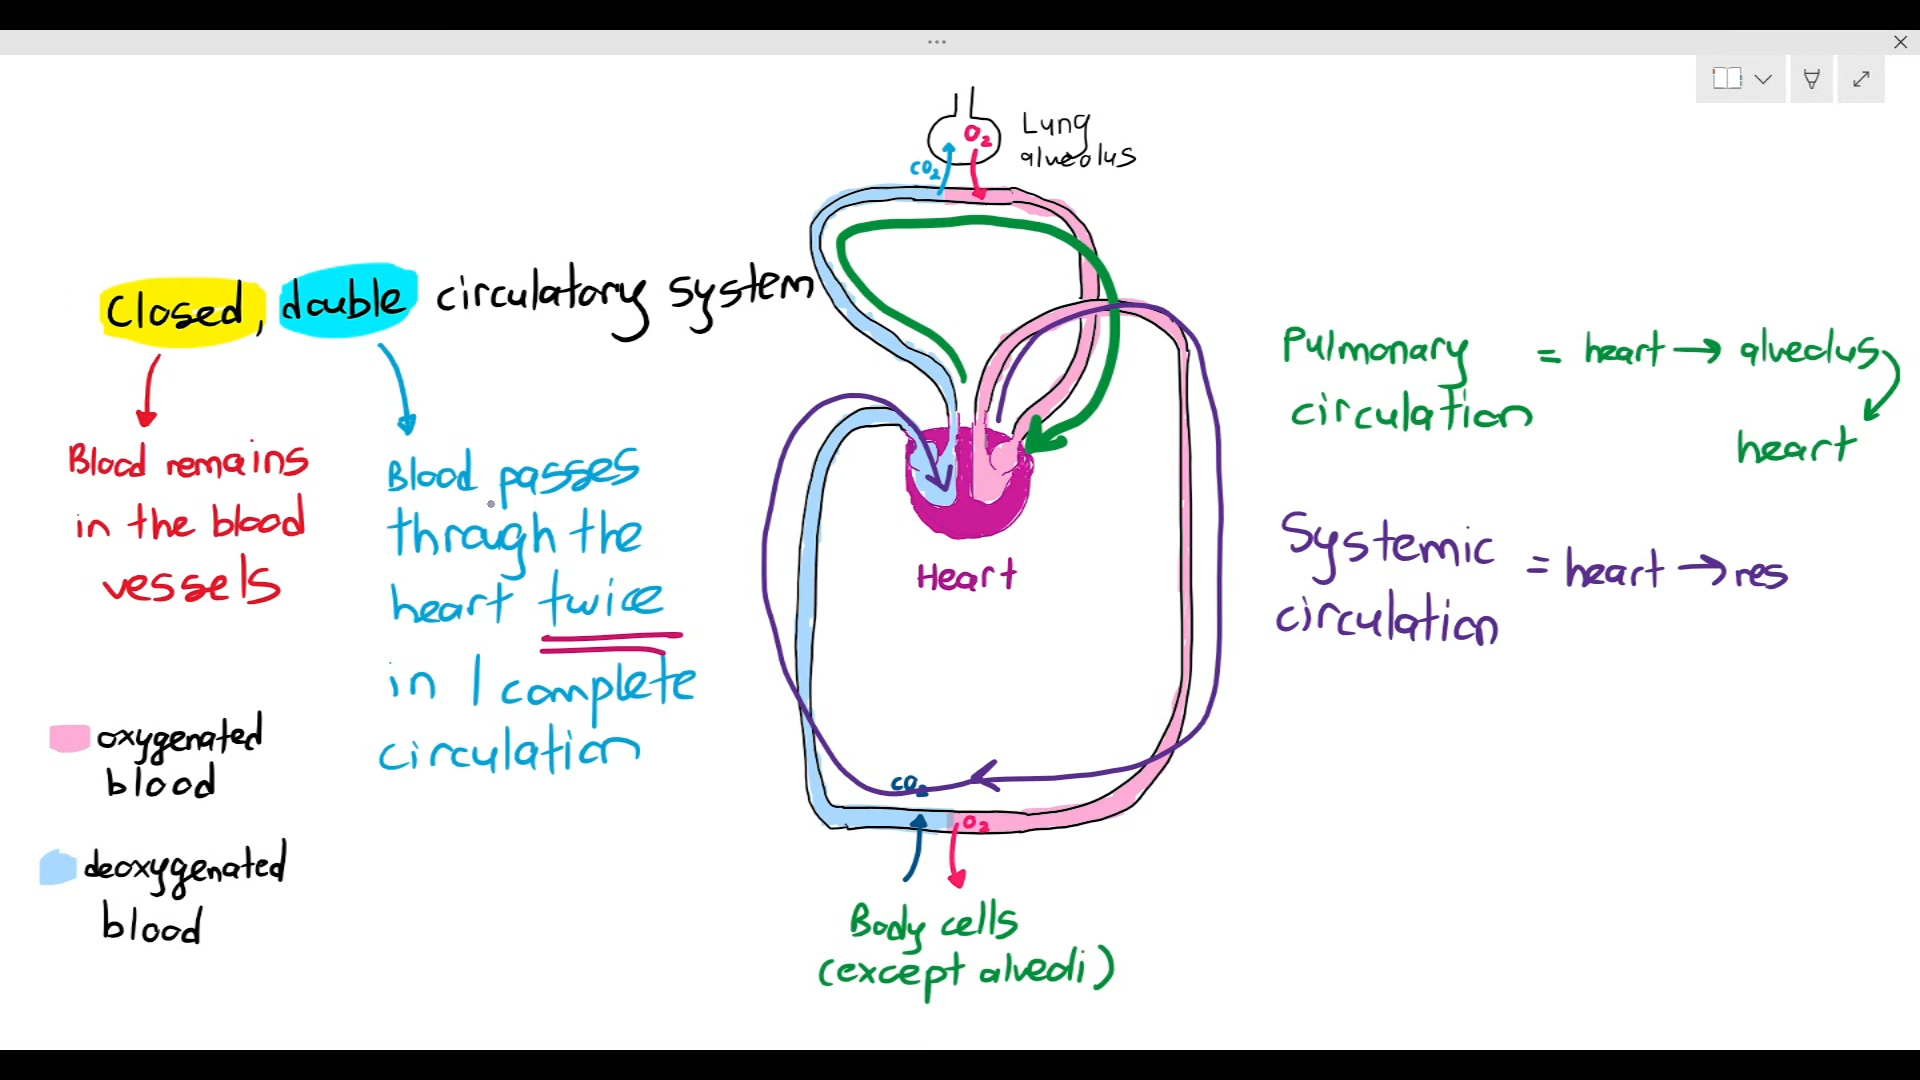 Lung
alveolus
O2
CO2
Closed, double circulatory system
Blood remains
in the blood
vessels
Blood passes
through the
heart twice
in 1 complete
circulation
oxygenated
blood
deoxygenated
blood
Heart
CO2
O2
Body cells
(except alveoli)
Pulmonary = heart → alveolus
circulation
heart
Systemic = heart → res
circulation